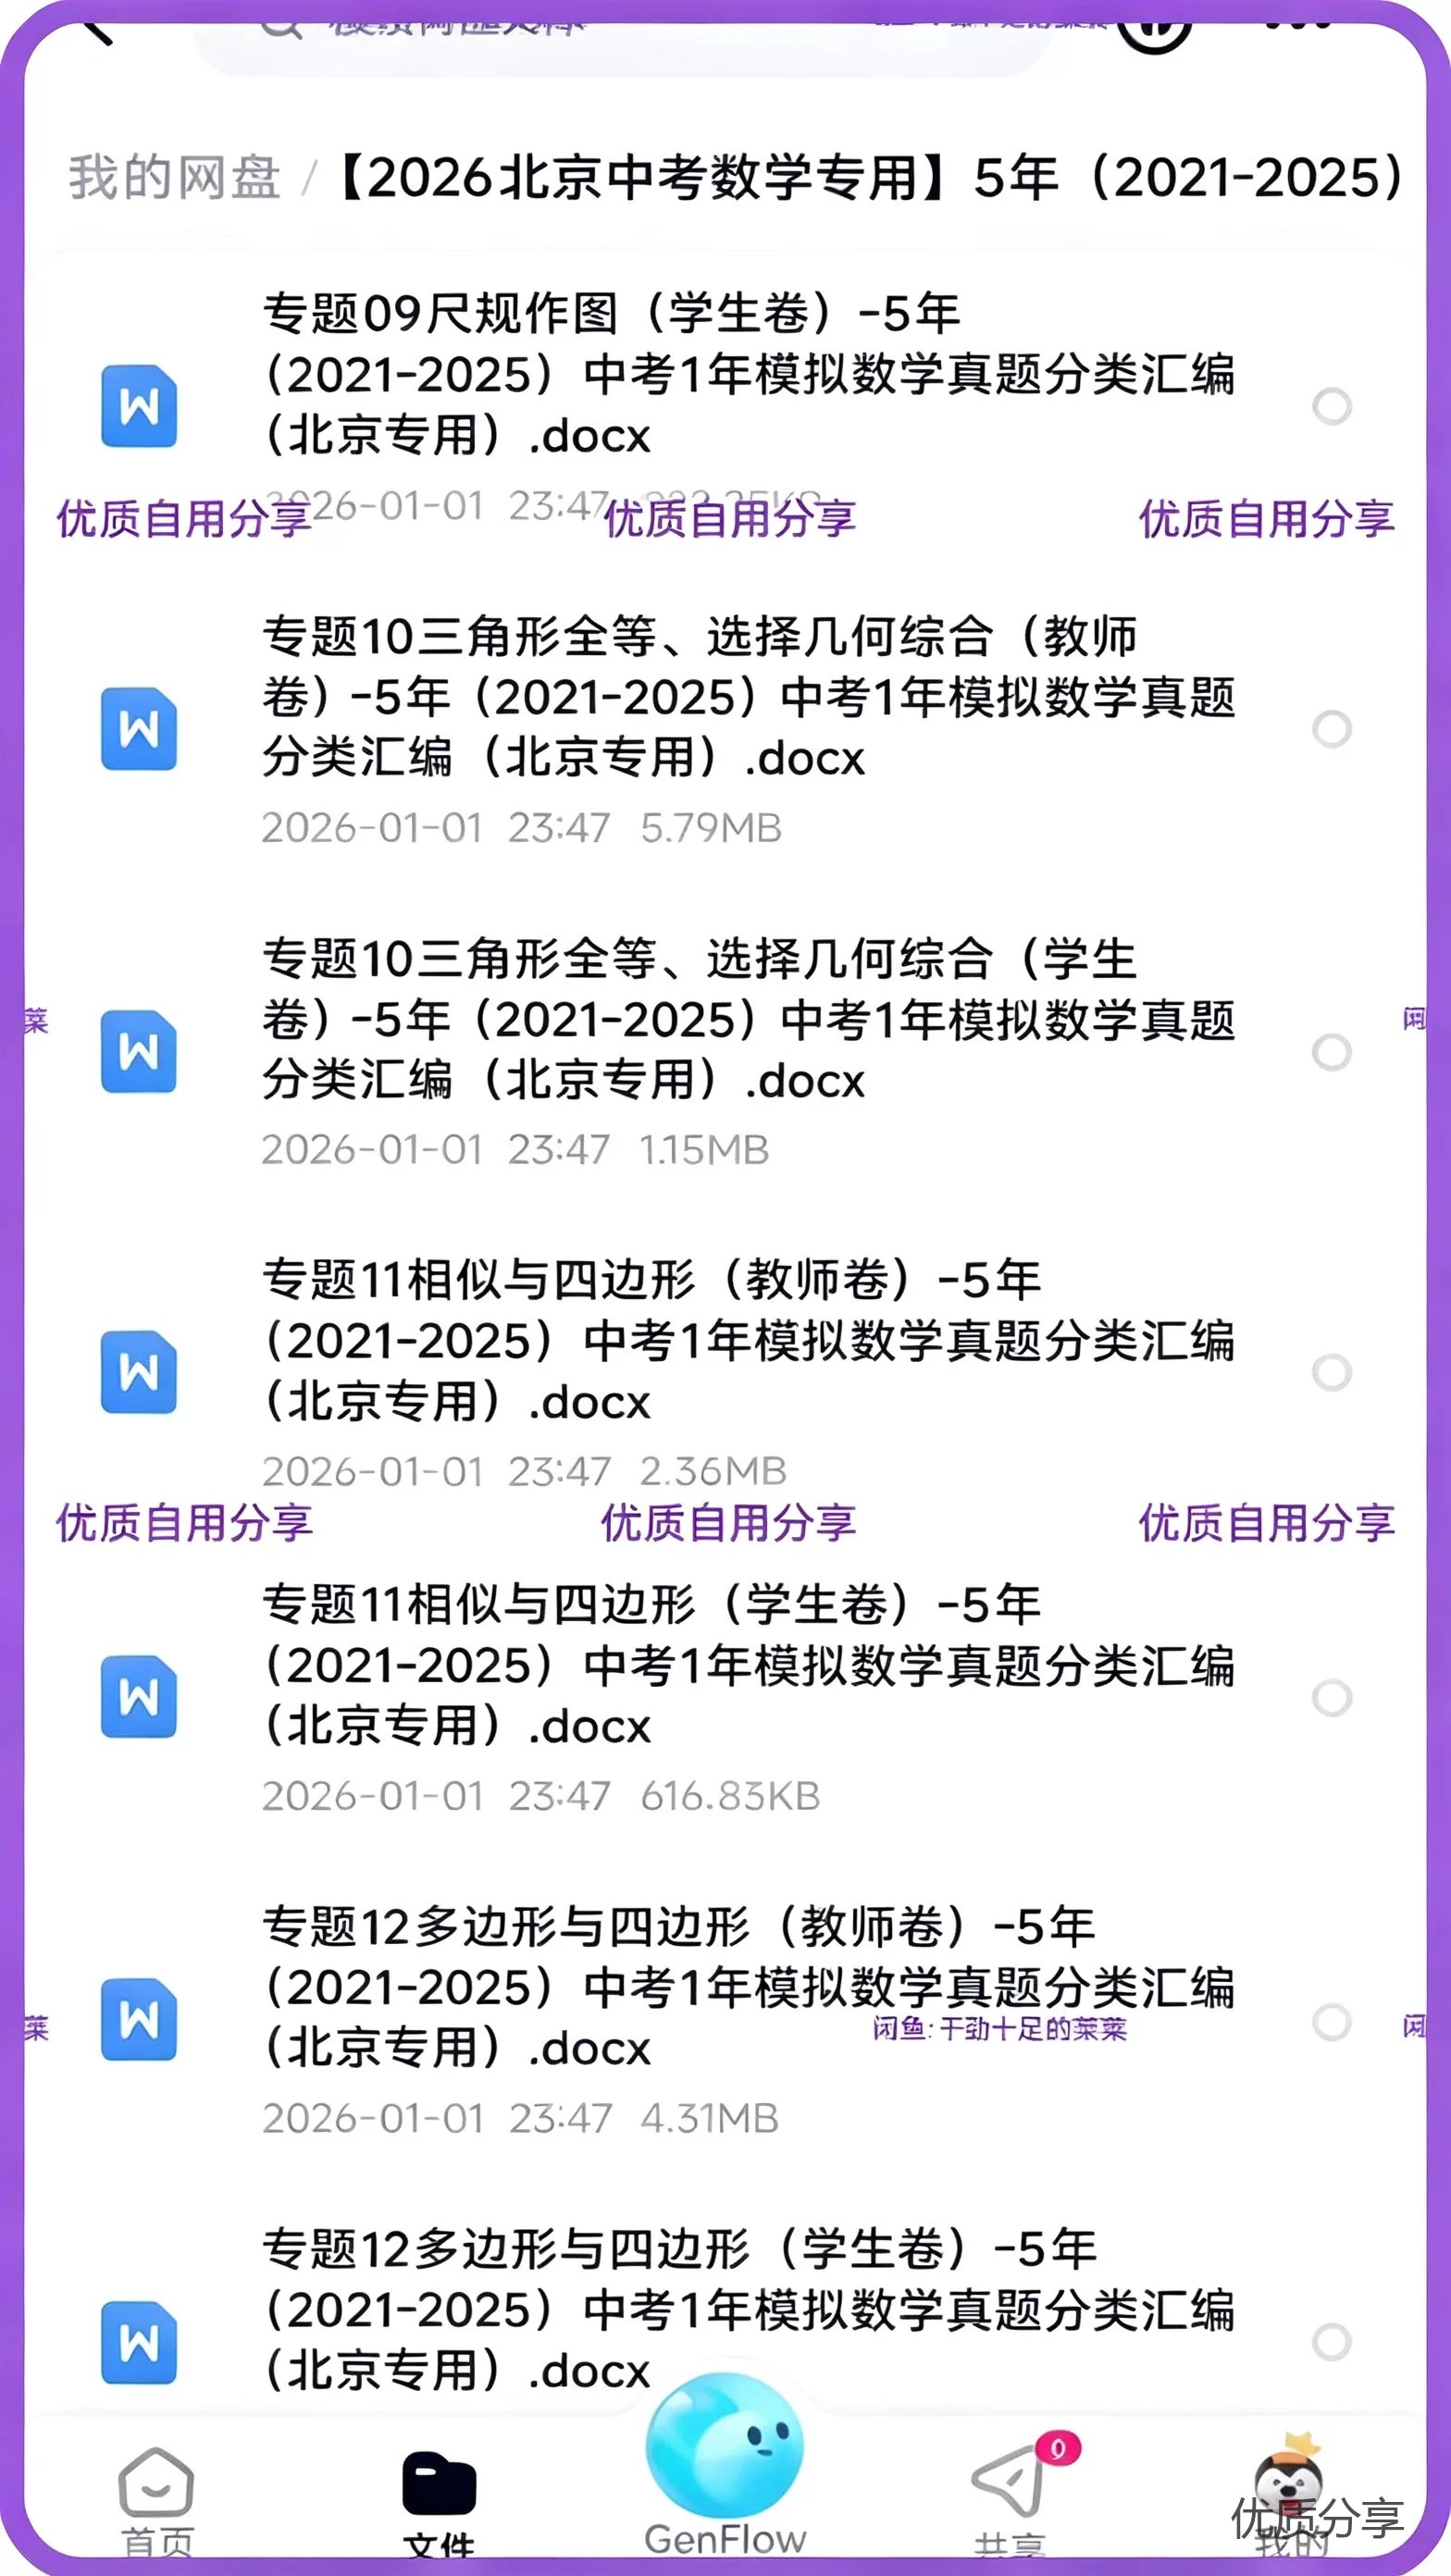 我的网盘 /【2026北京中考数学专用】5年（2021-2025）
专题09尺规作图（学生卷）-5年
（2021-2025）中考1年模拟数学真题分类汇编
（北京专用）.docx
2026-01-01 23:47
优质自用分享 优质自用分享 优质自用分享
专题10三角形全等、选择几何综合（教师
卷）-5年（2021-2025）中考1年模拟数学真题
分类汇编（北京专用）.docx
2026-01-01 23:47 5.79MB
专题10三角形全等、选择几何综合（学生
卷）-5年（2021-2025）中考1年模拟数学真题
分类汇编（北京专用）.docx
2026-01-01 23:47 1.15MB
专题11相似与四边形（教师卷）-5年
（2021-2025）中考1年模拟数学真题分类汇编
（北京专用）.docx
2026-01-01 23:47 2.36MB
优质自用分享 优质自用分享 优质自用分享
专题11相似与四边形（学生卷）-5年
（2021-2025）中考1年模拟数学真题分类汇编
（北京专用）.docx
2026-01-01 23:47 616.83KB
专题12多边形与四边形（教师卷）-5年
（2021-2025）中考1年模拟数学真题分类汇编
闲鱼: 干劲十足的菜菜
（北京专用）.docx
2026-01-01 23:47 4.31MB
专题12多边形与四边形（学生卷）-5年
（2021-2025）中考1年模拟数学真题分类汇编
（北京专用）.docx
优质分享
首页 文件 GenFlow 共享 我的